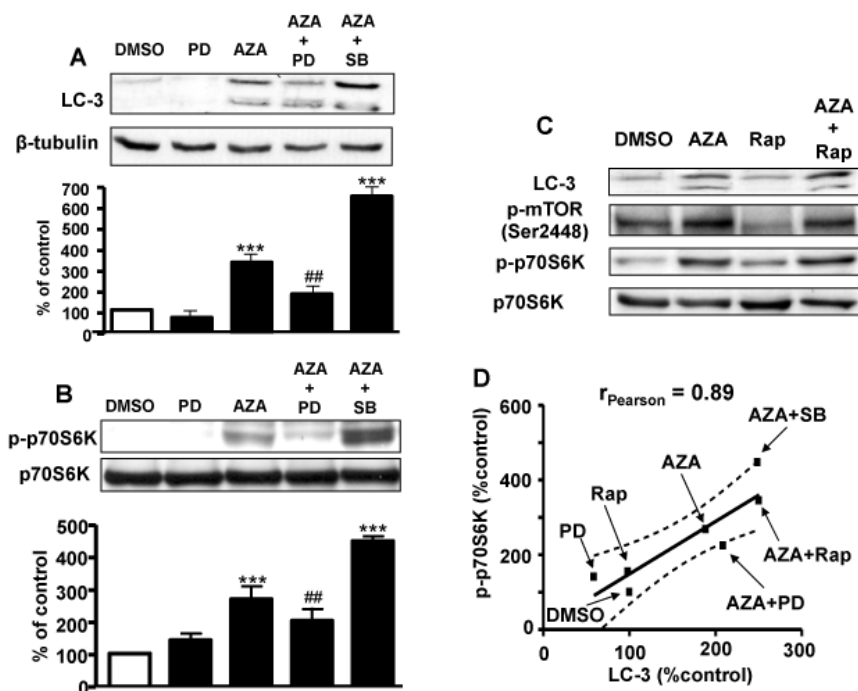 A
DMSO PD AZA AZA + PD AZA + SB
LC-3
β-tubulin
% of control
700
600
500
400
300
200
100
0
***
##
***
B
DMSO PD AZA AZA + PD AZA + SB
p-p70S6K
p70S6K
% of control
500
400
300
200
100
0
***
##
***
C
DMSO AZA Rap AZA + Rap
LC-3
p-mTOR
(Ser2448)
p-p70S6K
p70S6K
D
rPearson = 0.89
p-p70S6K (%control)
600
400
200
0
AZA+SB
AZA
Rap
PD
AZA+Rap
DMSO
AZA+PD
0 100 200 300
LC-3 (%control)